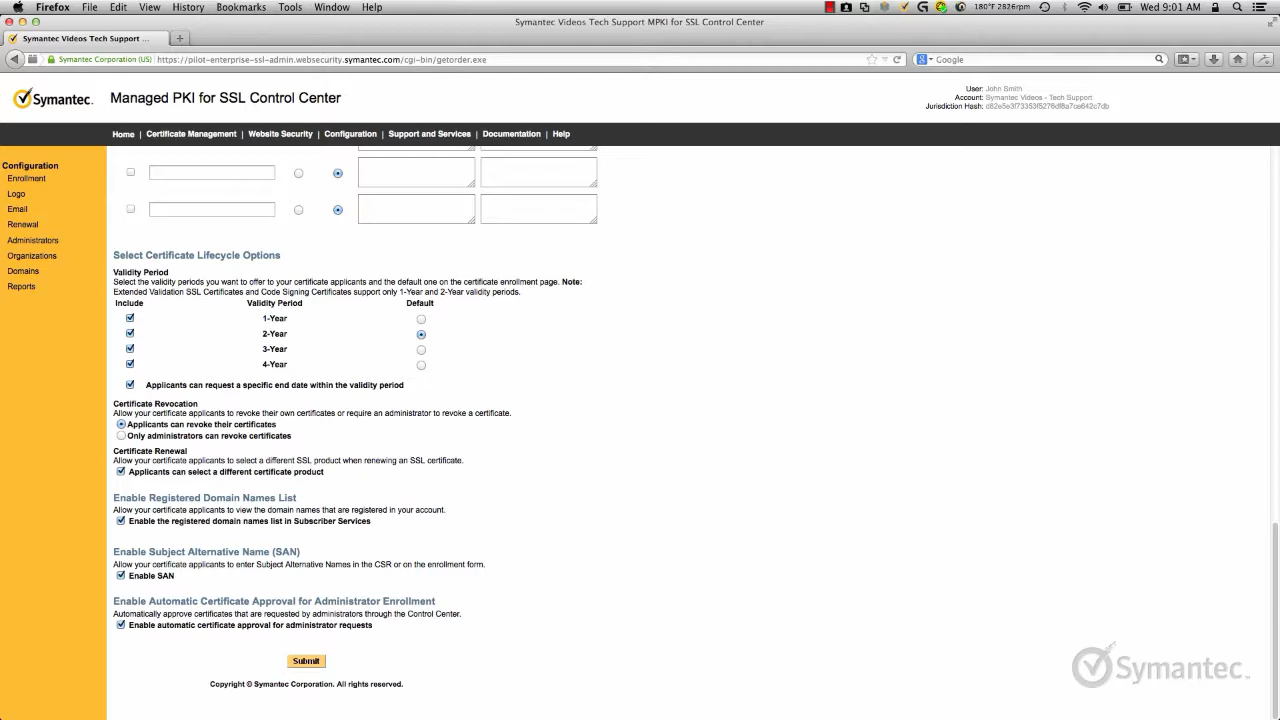 Firefox File Edit View History Bookmarks Tools Window Help 180°F 2826rpm Wed 9:01 AM
Symantec Videos Tech Support MPKI for SSL Control Center
Symantec Videos Tech Support ...
Symantec Corporation (US) https://pilot-enterprise-ssl-admin.websecurity.symantec.com/cgi-bin/getorder.exe Google
Symantec. Managed PKI for SSL Control Center
User: John Smith
Account: Symantec Videos - Tech Support
Jurisdiction Hash:
Home | Certificate Management | Website Security | Configuration | Support and Services | Documentation | Help
Configuration
Enrollment
Logo
Email
Renewal
Administrators
Organizations
Domains
Reports
Select Certificate Lifecycle Options
Validity Period
Select the validity periods you want to offer to your certificate applicants and the default one on the certificate enrollment page. Note:
Extended Validation SSL Certificates and Code Signing Certificates support only 1-Year and 2-Year validity periods.
Include Validity Period Default
1-Year
2-Year
3-Year
4-Year
Applicants can request a specific end date within the validity period
Certificate Revocation
Allow your certificate applicants to revoke their own certificates or require an administrator to revoke a certificate.
Applicants can revoke their certificates
Only administrators can revoke certificates
Certificate Renewal
Allow your certificate applicants to select a different SSL product when renewing an SSL certificate.
Applicants can select a different certificate product
Enable Registered Domain Names List
Allow your certificate applicants to view the domain names that are registered in your account.
Enable the registered domain names list in Subscriber Services
Enable Subject Alternative Name (SAN)
Allow your certificate applicants to enter Subject Alternative Names in the CSR or on the enrollment form.
Enable SAN
Enable Automatic Certificate Approval for Administrator Enrollment
Automatically approve certificates that are requested by administrators through the Control Center.
Enable automatic certificate approval for administrator requests
Submit
Copyright © Symantec Corporation. All rights reserved.
Symantec.